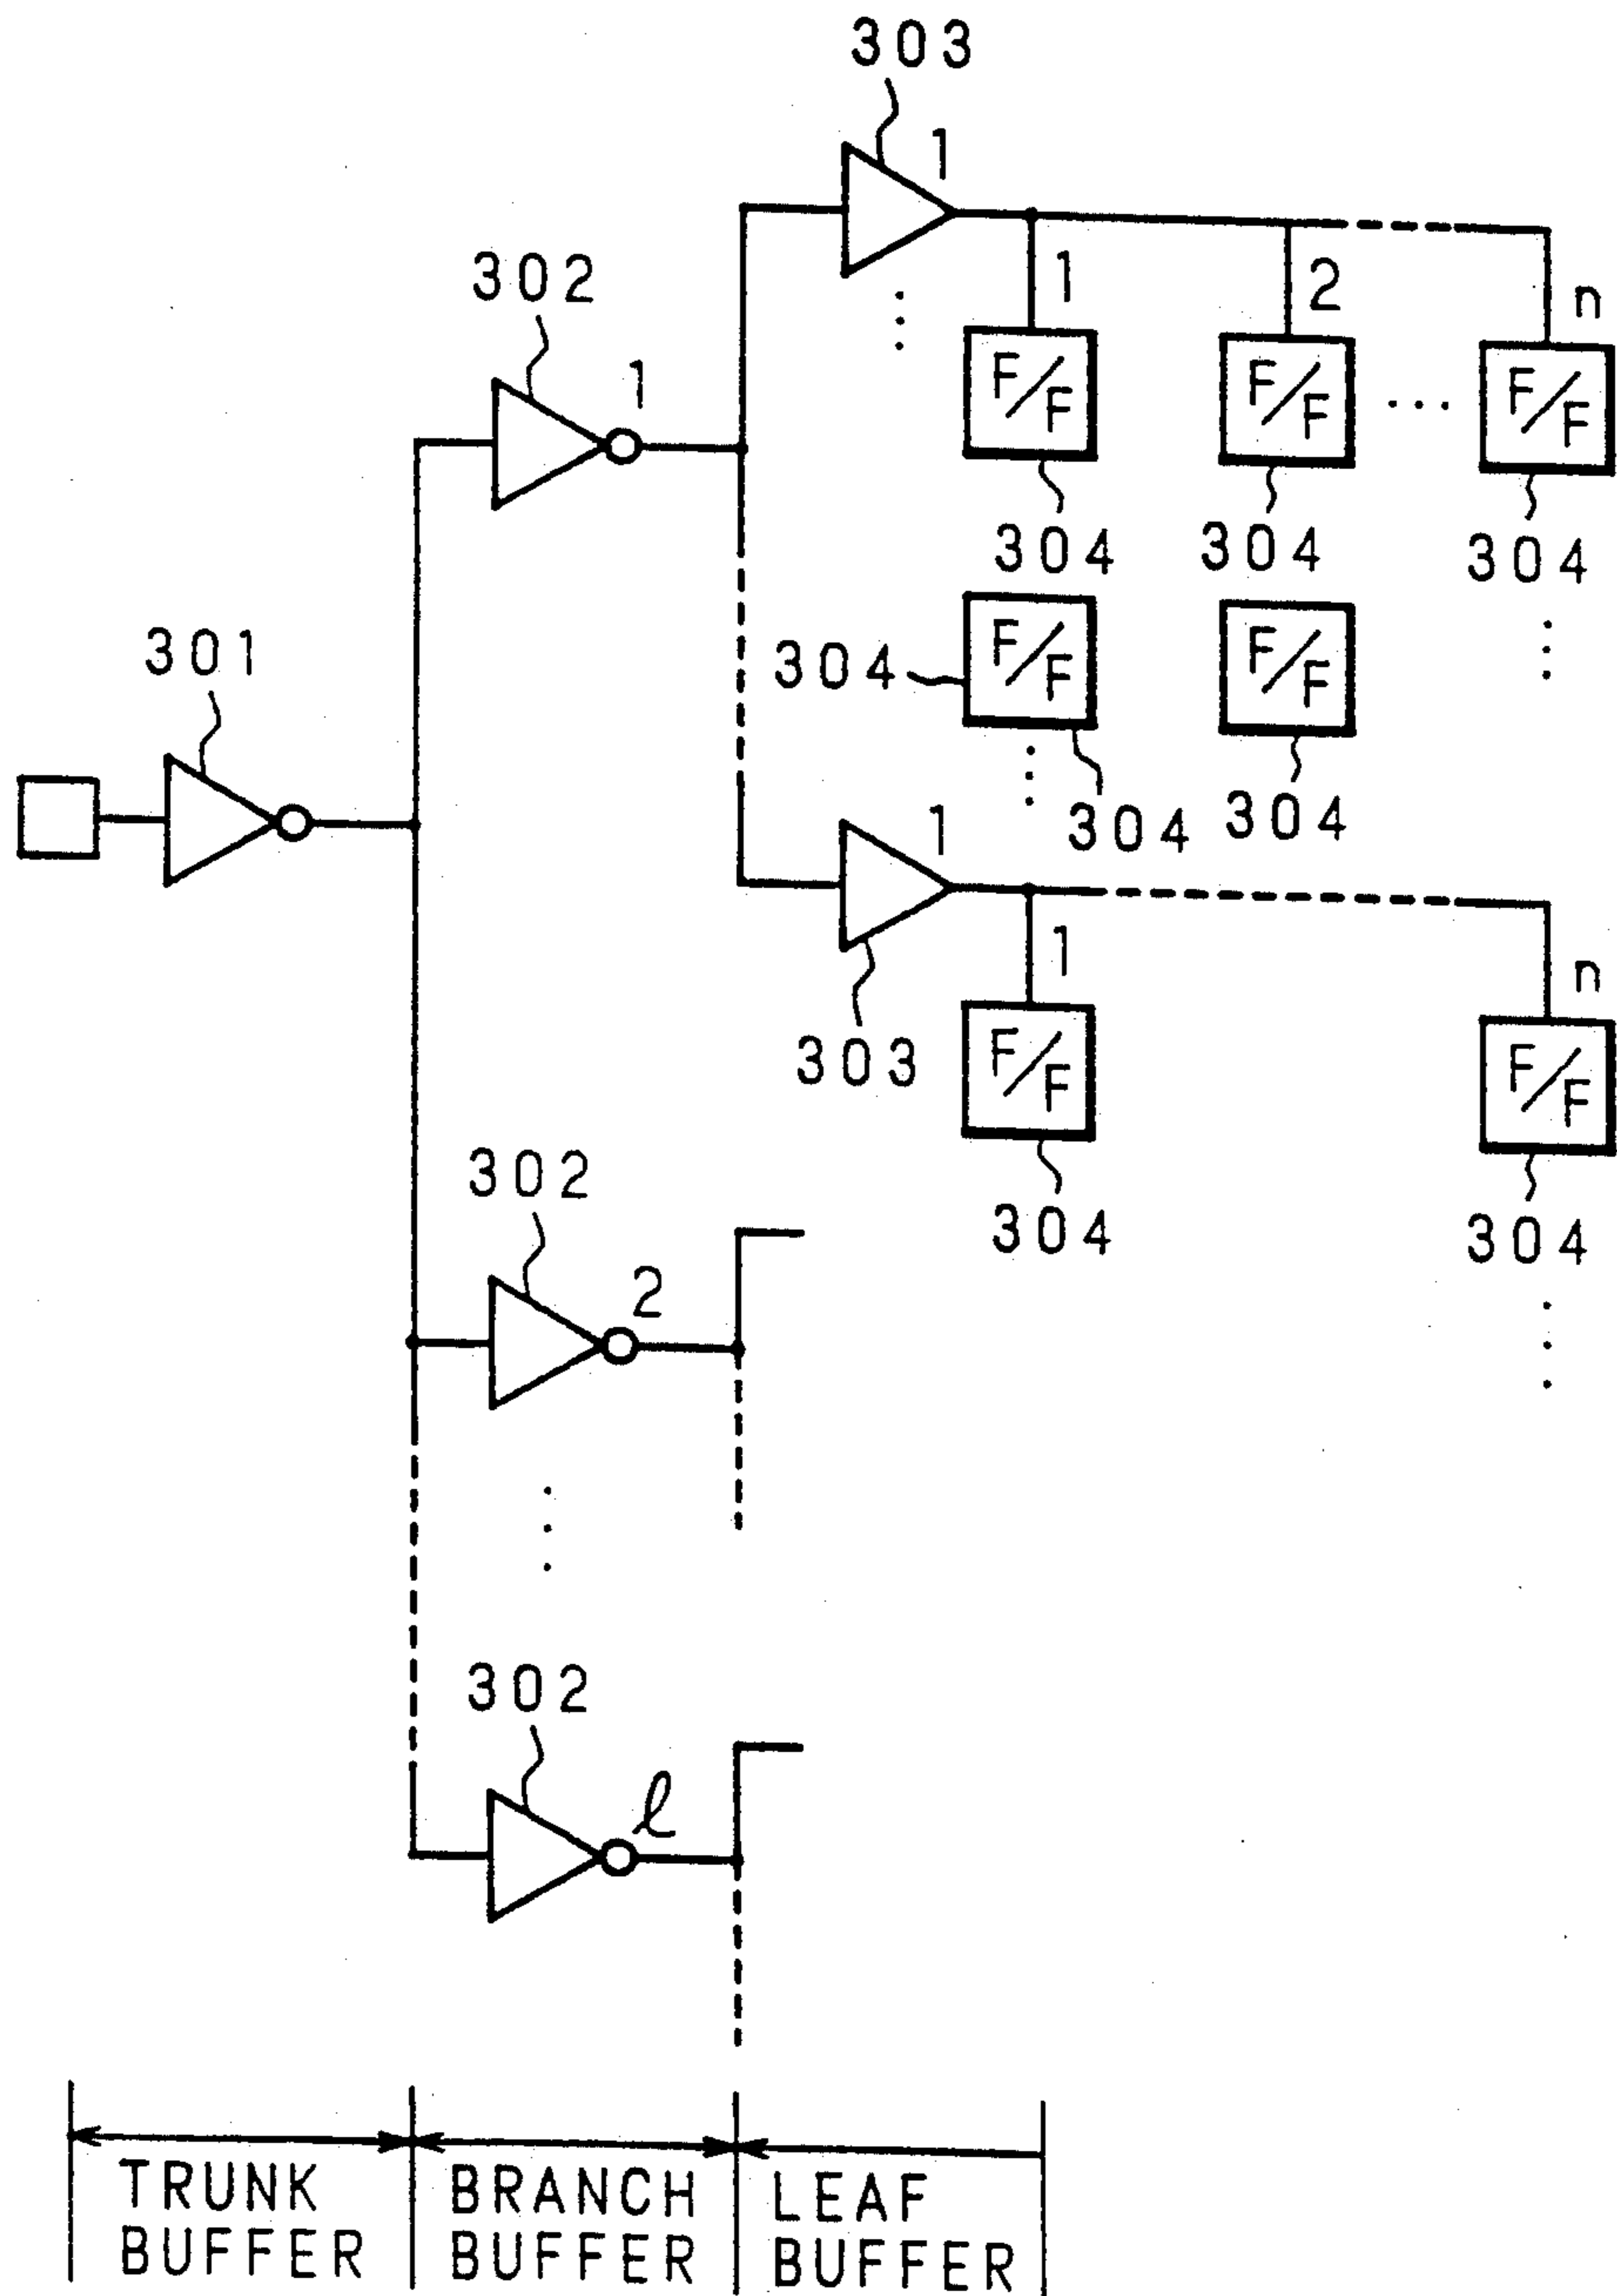 303
1
302
1
2
n
1
F/F
F/F
F/F
304
304
304
301
304
F/F
F/F
304
304
1
1
n
303
F/F
F/F
302
304
304
2
302
ℓ
TRUNK BUFFER
BRANCH BUFFER
LEAF BUFFER